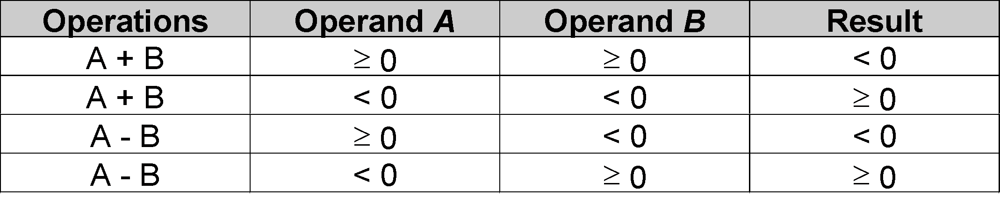 Operations Operand A Operand B Result
A + B ≥ 0 ≥ 0 < 0
A + B < 0 < 0 ≥ 0
A - B ≥ 0 < 0 < 0
A - B < 0 ≥ 0 ≥ 0